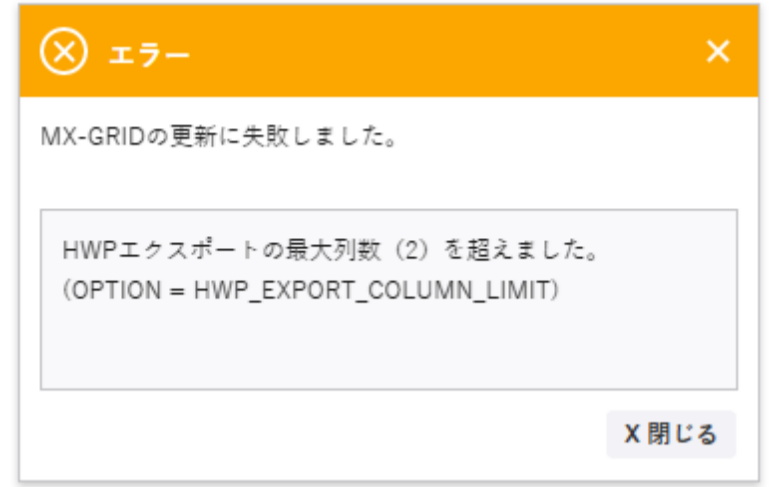 エラー
MX-GRIDの更新に失敗しました。
HWPエクスポートの最大列数（2）を超えました。
(OPTION = HWP_EXPORT_COLUMN_LIMIT)
X 閉じる